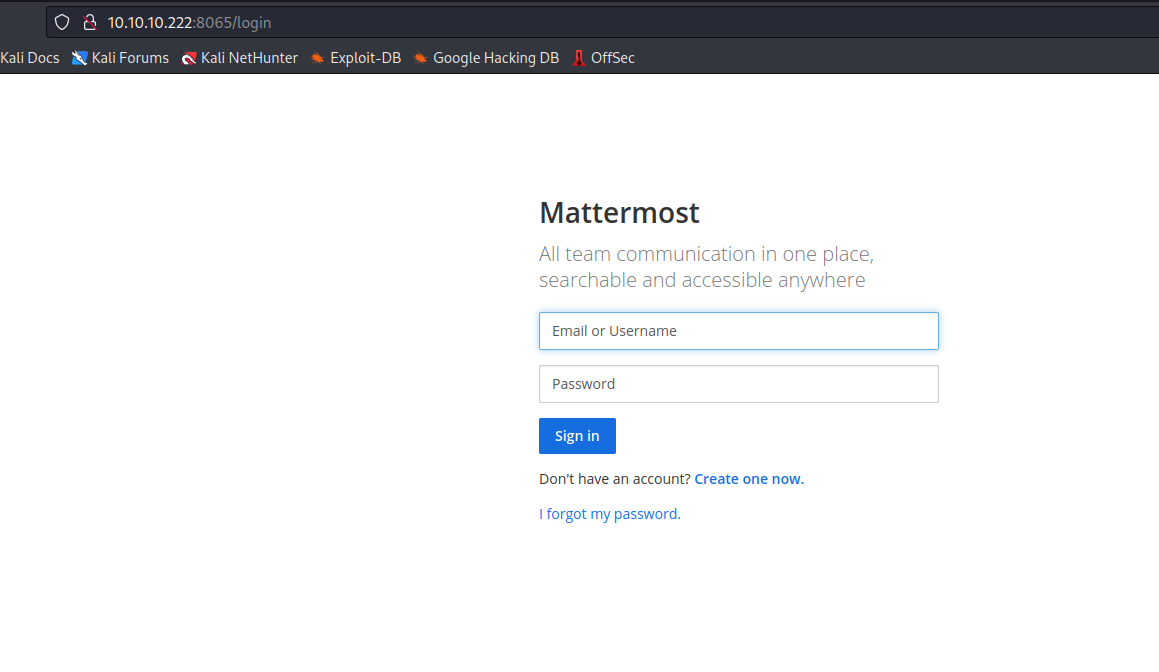 10.10.10.222:8065/login
Kali Docs Kali Forums Kali NetHunter Exploit-DB Google Hacking DB OffSec
Mattermost
All team communication in one place,
searchable and accessible anywhere
Email or Username
Password
Sign in
Don't have an account? Create one now.
I forgot my password.